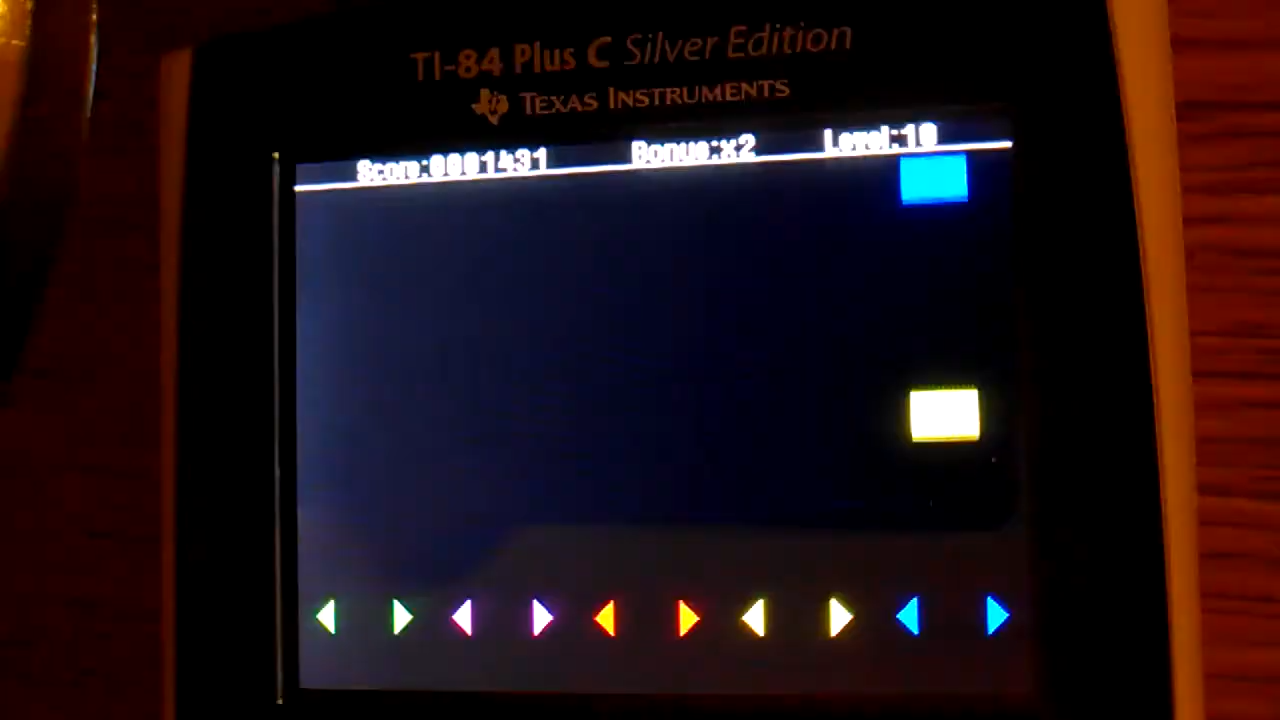 TI-84 Plus C Silver Edition
TEXAS INSTRUMENTS
Score:0001431 Bonus:x2 Level:10